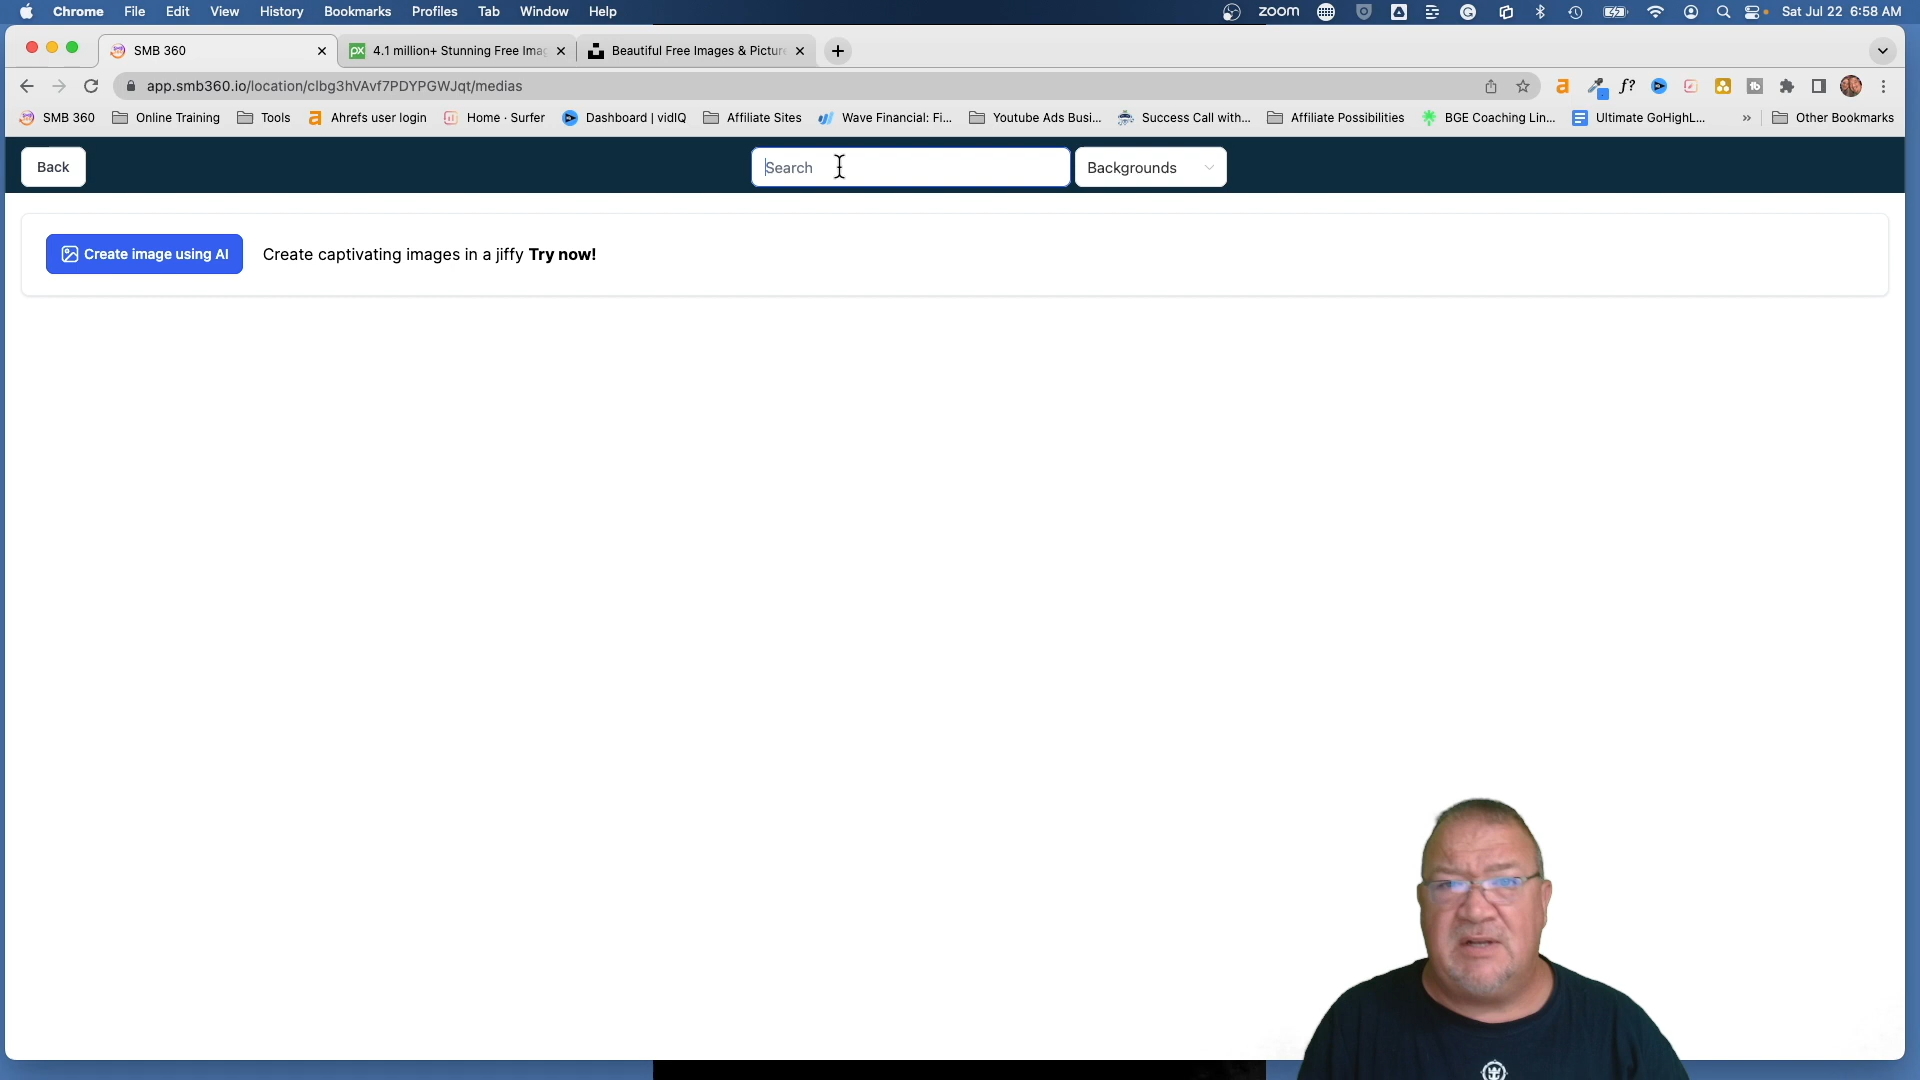 Chrome File Edit View History Bookmarks Profiles Tab Window Help zoom Sat Jul 22 6:58 AM
SMB 360 4.1 million+ Stunning Free Imag Beautiful Free Images & Picture
app.smb360.io/location/clbg3hVAvf7PDYPGWJqt/medias
SMB 360 Online Training Tools Ahrefs user login Home · Surfer Dashboard | vidIQ Affiliate Sites Wave Financial: Fi... Youtube Ads Busi... Success Call with... Affiliate Possibilities BGE Coaching Lin... Ultimate GoHighL... » Other Bookmarks
Back Search Backgrounds
Create image using AI Create captivating images in a jiffy Try now!